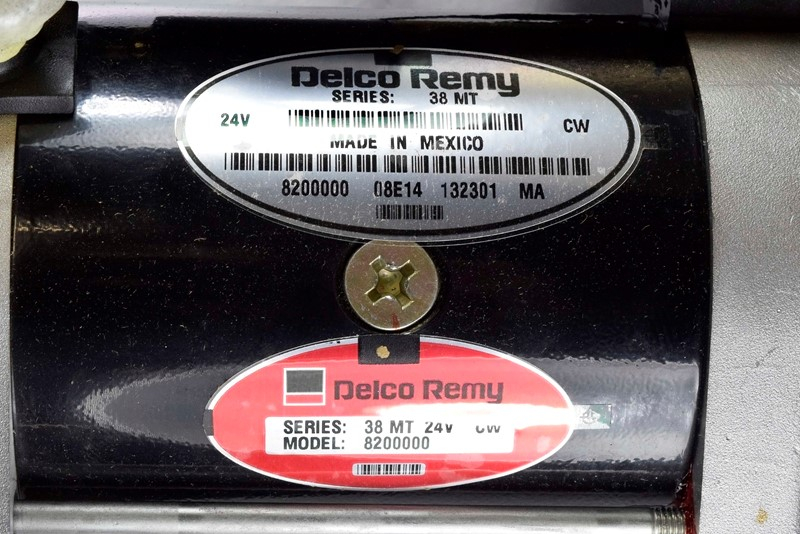 Delco Remy
SERIES: 38 MT
24V CW
MADE IN MEXICO
8200000 08E14 132301 MA
Delco Remy
SERIES: 38 MT 24V CW
MODEL: 8200000